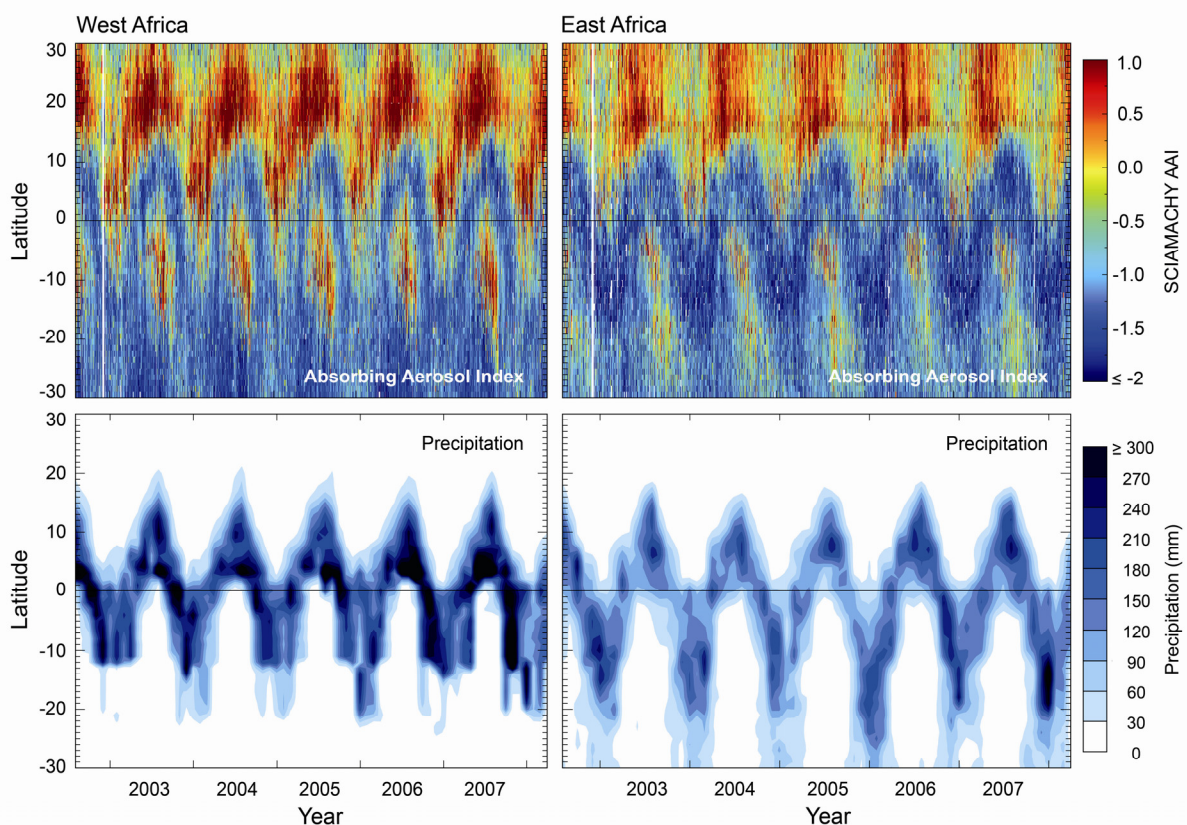 West Africa
East Africa
30
20
10
0
-10
-20
-30
Latitude
Absorbing Aerosol Index
Absorbing Aerosol Index
1.0
0.5
0.0
-0.5
-1.0
-1.5
≤ -2
SCIAMACHY AAI
30
20
10
0
-10
-20
-30
Latitude
Precipitation
Precipitation
≥ 300
270
240
210
180
150
120
90
60
30
0
Precipitation (mm)
2003 2004 2005 2006 2007
2003 2004 2005 2006 2007
Year
Year